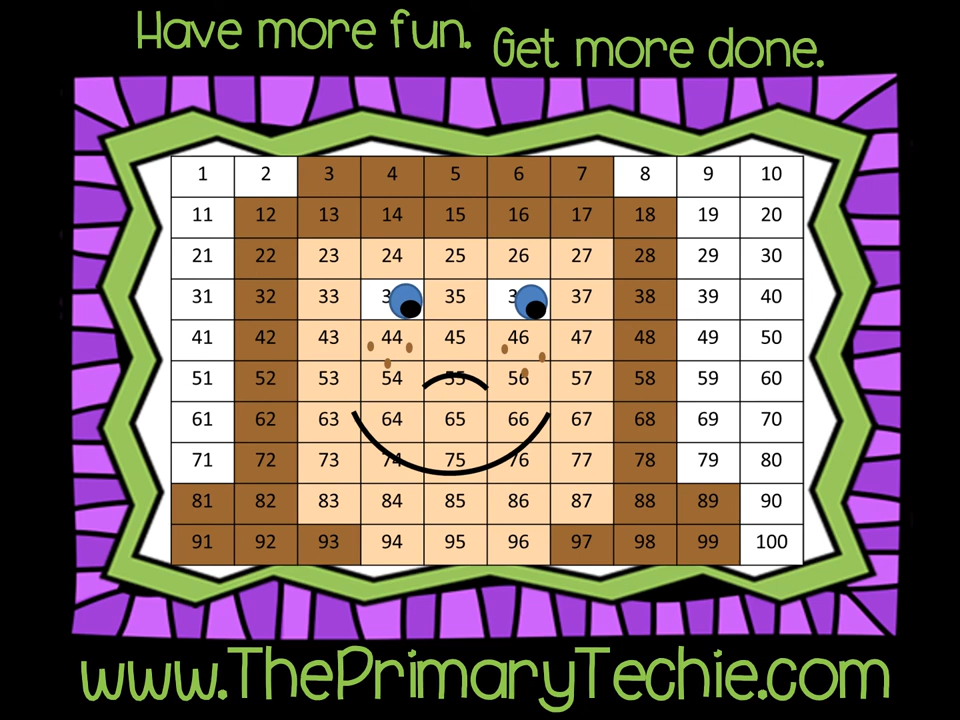 Have more fun. Get more done.
1 2 3 4 5 6 7 8 9 10
11 12 13 14 15 16 17 18 19 20
21 22 23 24 25 26 27 28 29 30
31 32 33 35 37 38 39 40
41 42 43 44 45 46 47 48 49 50
51 52 53 54 55 56 57 58 59 60
61 62 63 64 65 66 67 68 69 70
71 72 73 74 75 76 77 78 79 80
81 82 83 84 85 86 87 88 89 90
91 92 93 94 95 96 97 98 99 100
www.ThePrimaryTechie.com